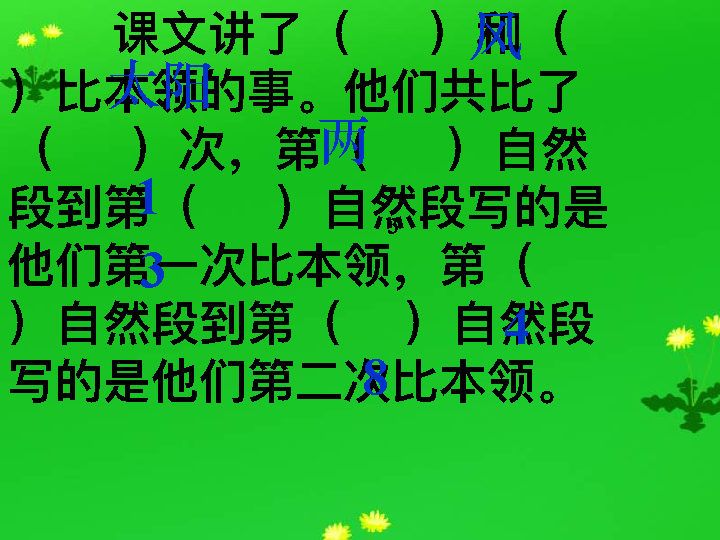 课文讲了（ ）和（
风
）比本领的事。他们共比了
太阳
（ ）次，第（ ）自然
两
段到第（ ）自然段写的是
1
他们第一次比本领，第（
3
）自然段到第（ ）自然段
4
写的是他们第二次比本领。
8